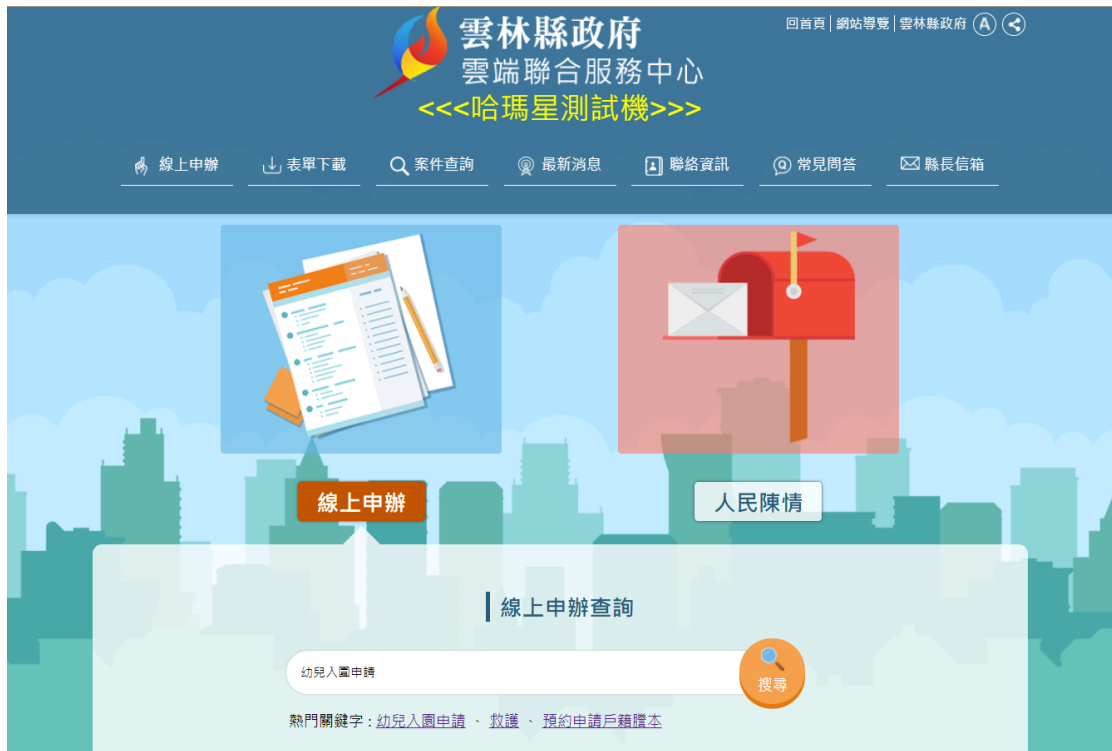 雲林縣政府
回首頁 | 網站導覽 | 雲林縣政府 A
雲端聯合服務中心
<<<哈瑪星測試機>>>
線上申辦 表單下載 案件查詢 最新消息 聯絡資訊 常見問答 縣長信箱
線上申辦 人民陳情
線上申辦查詢
幼兒入園申請
搜尋
熱門關鍵字 : 幼兒入園申請 、 救護 、 預約申請戶籍謄本